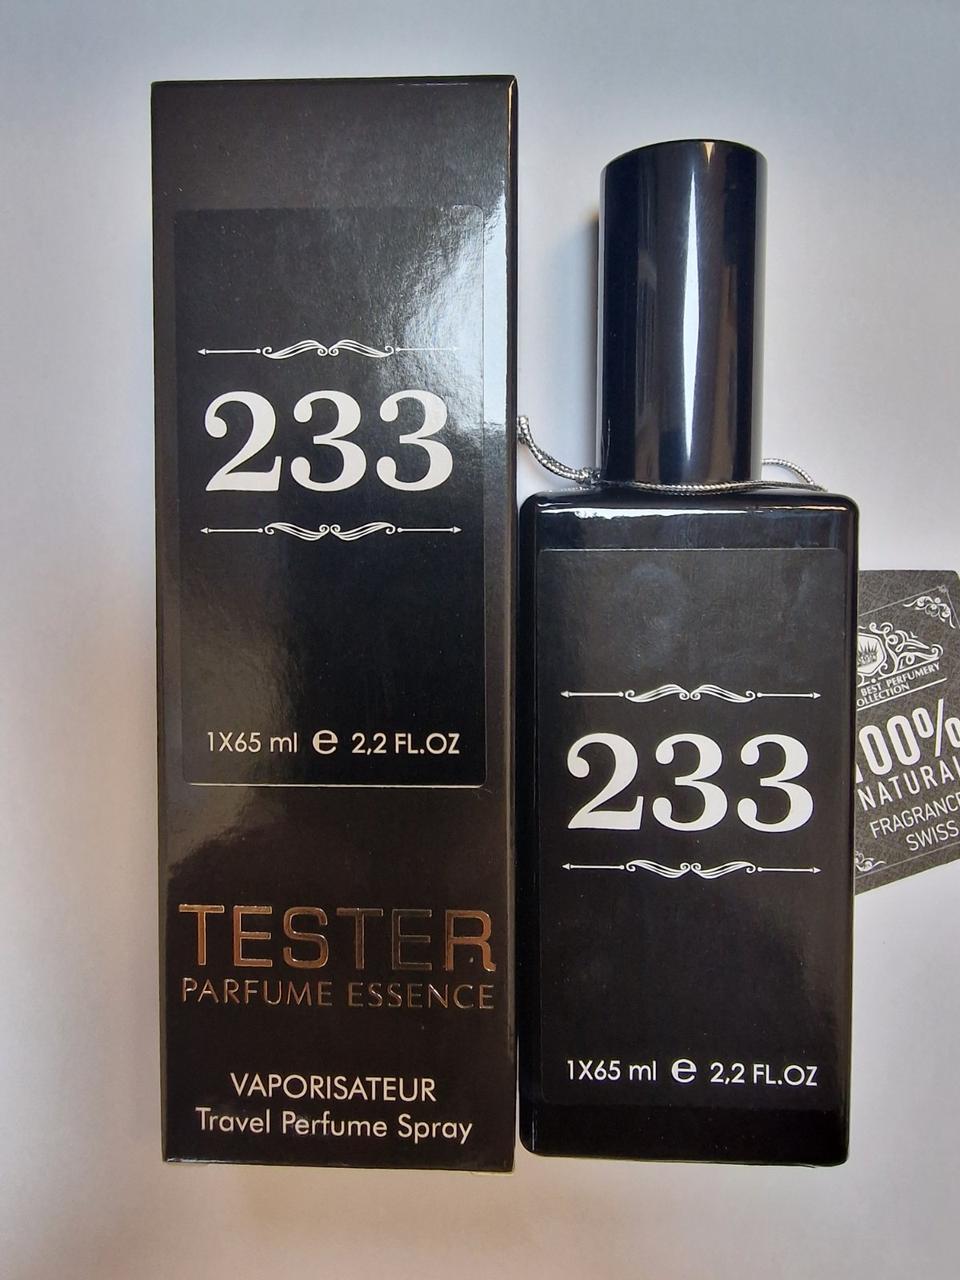 233
1X65 ml e 2,2 FL.OZ
TESTER
PARFUME ESSENCE
VAPORISATEUR
Travel Perfume Spray
233
1X65 ml e 2,2 FL.OZ
BEST PERFUMERY
100%
NATURAL
SWISS